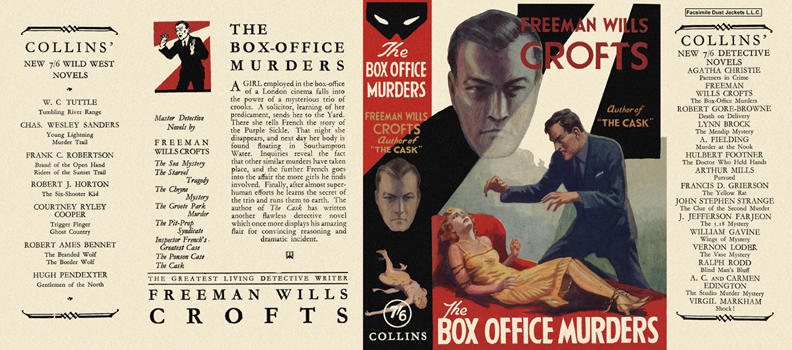 COLLINS'
NEW 7/6 WILD WEST
NOVELS
W. C. TUTTLE
Tumbling River Range
CHAS. WESLEY SANDERS
Young Lightning
Murder Trail
FRANK C. ROBERTSON
Brand of the Open Hand
Riders of the Sunset Trail
ROBERT J. HORTON
The Six-Shooter Kid
COURTNEY RYLEY
COOPER
Trigger Finger
Ghost Country
ROBERT AMES BENNET
The Branded Wolf
The Border Wolf
HUGH PENDEXTER
Gentlemen of the North
Master Detective
Novels by
FREEMAN
WILLS CROFTS
The Sea Mystery
The Starvel
Tragedy
The Cheyne
Mystery
The Groote Park
Murder
The Pit-Prop
Syndicate
Inspector French's
Greatest Case
The Ponson Case
The Cask
THE
BOX-OFFICE
MURDERS
A GIRL employed in the box-office
of a London cinema falls into
the power of a mysterious trio of
crooks. A solicitor, learning of her
predicament, sends her to the Yard.
There she tells French the story of
the Purple Sickle. That night she
disappears, and next day her body is
found floating in Southampton
Water. Inquiries reveal the fact
that other similar murders have taken
place, and the further French goes
into the affair the more girls he finds
involved. Finally, after almost super-
human efforts he learns the secret of
the trio and runs them to earth. The
author of The Cask has written
another flawless detective novel
which once more displays his amazing
flair for convincing reasoning and
dramatic incident.
THE GREATEST LIVING DETECTIVE WRITER
FREEMAN WILLS
CROFTS
The
BOX OFFICE
MURDERS
FREEMAN WILLS
CROFTS
Author of
"THE CASK"
7/6
COLLINS
FREEMAN WILLS
CROFTS
Author of
"THE CASK"
The
BOX OFFICE MURDERS
Facsimile Dust Jackets L.L.C.
COLLINS'
NEW 7/6 DETECTIVE
NOVELS
AGATHA CHRISTIE
Partners in Crime
FREEMAN
WILLS CROFTS
The Box-Office Murders
ROBERT GORE-BROWNE
Death on Delivery
LYNN BROCK
The Mendip Mystery
A. FIELDING
Murder at the Nook
HULBERT FOOTNER
The Doctor Who Held Hands
ARTHUR MILLS
Pursued
FRANCIS D. GRIERSON
The Yellow Rat
JOHN STEPHEN STRANGE
The Clue of the Second Murder
J. JEFFERSON FARJEON
The 5.18 Mystery
WILLIAM GAVINE
Wings of Mystery
VERNON LODER
The Vase Mystery
RALPH RODD
Blind Man's Bluff
A. C. AND CARMEN
EDINGTON
The Studio Murder Mystery
VIRGIL MARKHAM
Shock!